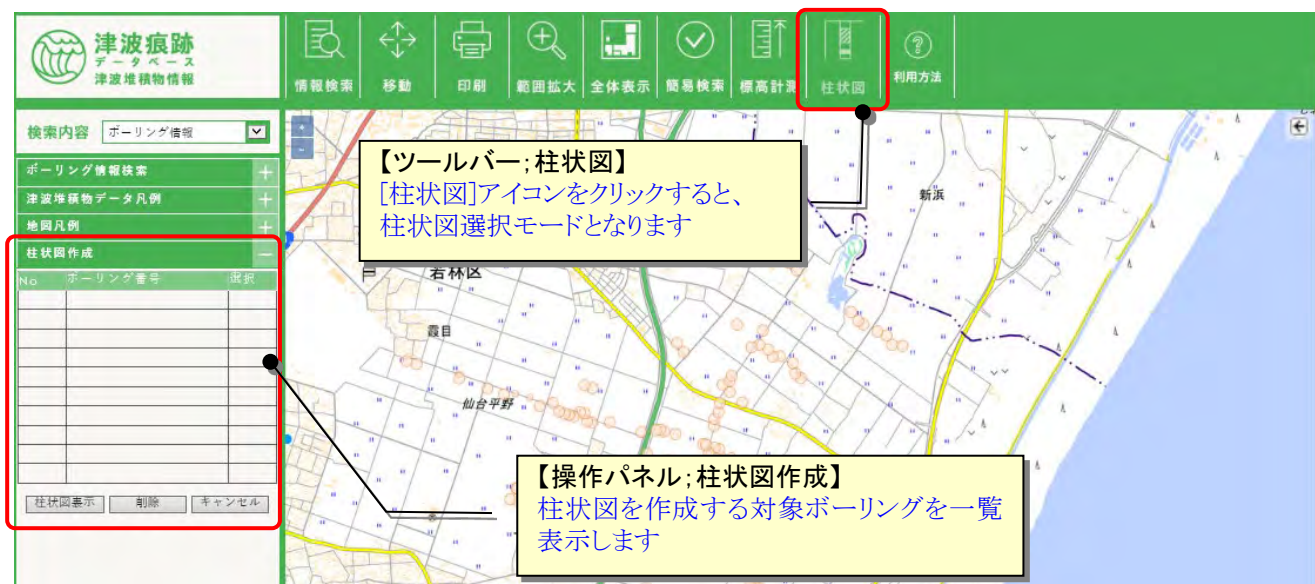 津波痕跡
データベース
津波堆積物情報
情報検索
移動
印刷
範囲拡大
全体表示
簡易検索
標高計測
柱状図
利用方法
検索内容 ボーリング情報
ボーリング情報検索 +
津波堆積物データ凡例 +
地図凡例 +
柱状図作成 −
No ボーリング番号 選択
柱状図表示 削除 キャンセル
+
-
【ツールバー;柱状図】
[柱状図]アイコンをクリックすると、
柱状図選択モードとなります
新浜
若林区
霞目
仙台平野
【操作パネル;柱状図作成】
柱状図を作成する対象ボーリングを一覧
表示します